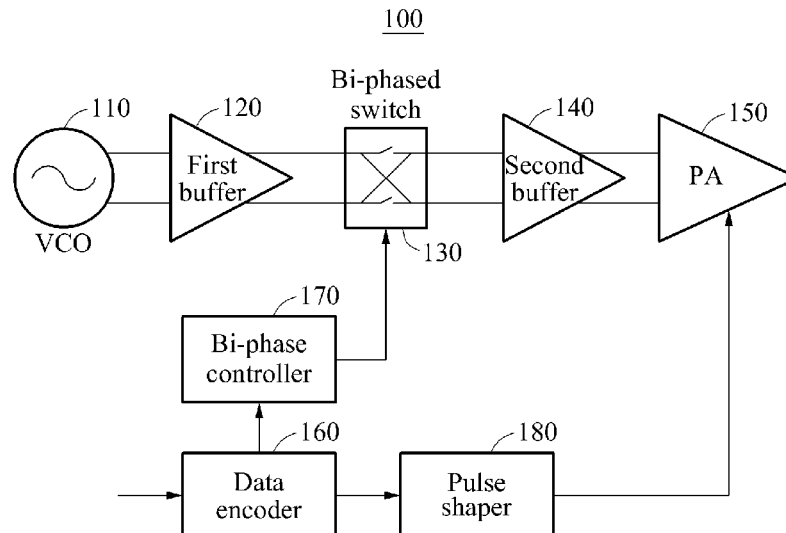 100
Bi-phased
switch
110
120
140
150
First
buffer
Second
buffer
PA
VCO
130
170
Bi-phase
controller
160
180
Data
encoder
Pulse
shaper